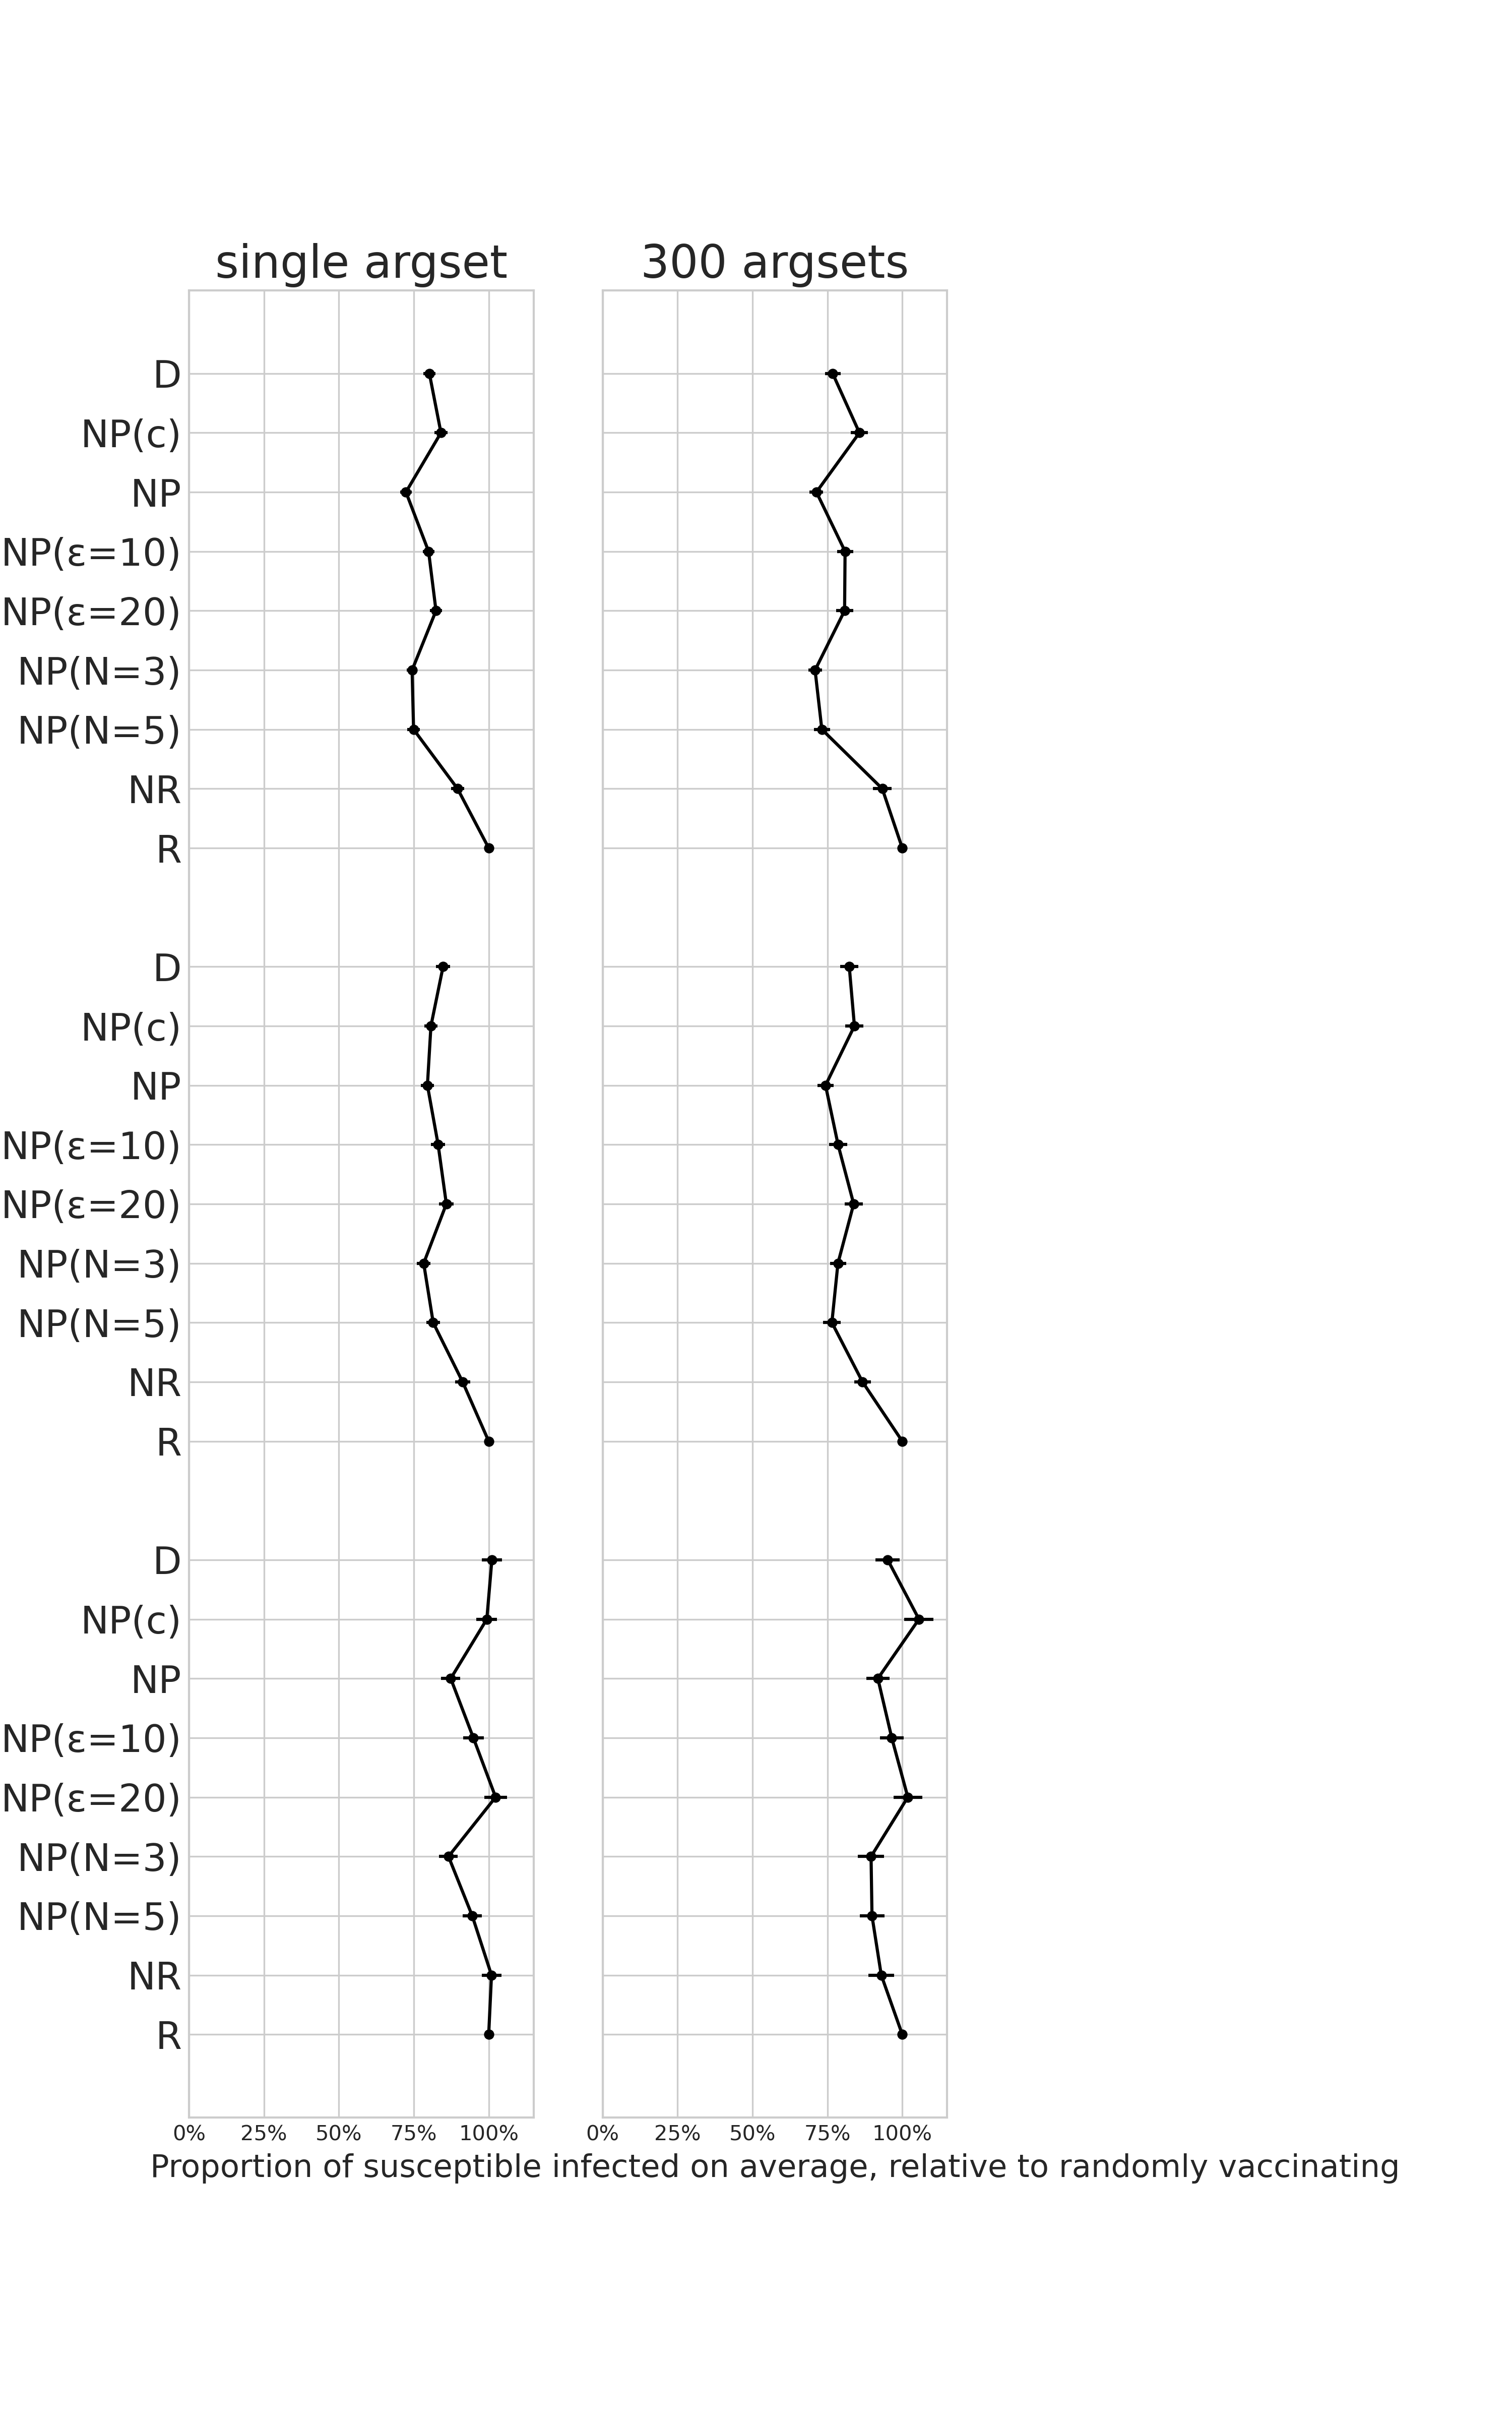 single argset 300 argsets
D
NP(c)
NP
NP(ε=10)
NP(ε=20)
NP(N=3)
NP(N=5)
NR
R
D
NP(c)
NP
NP(ε=10)
NP(ε=20)
NP(N=3)
NP(N=5)
NR
R
D
NP(c)
NP
NP(ε=10)
NP(ε=20)
NP(N=3)
NP(N=5)
NR
R
0% 25% 50% 75% 100% 0% 25% 50% 75% 100%
Proportion of susceptible infected on average, relative to randomly vaccinating